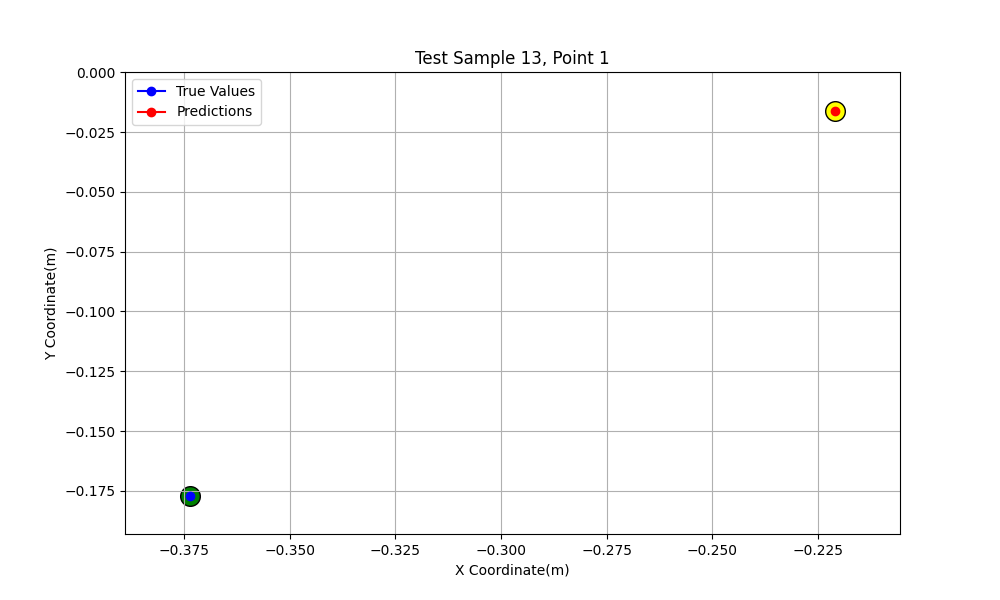 Test Sample 13, Point 1
True Values
Predictions
0.000
−0.025
−0.050
−0.075
−0.100
−0.125
−0.150
−0.175
Y Coordinate(m)
−0.375 −0.350 −0.325 −0.300 −0.275 −0.250 −0.225
X Coordinate(m)